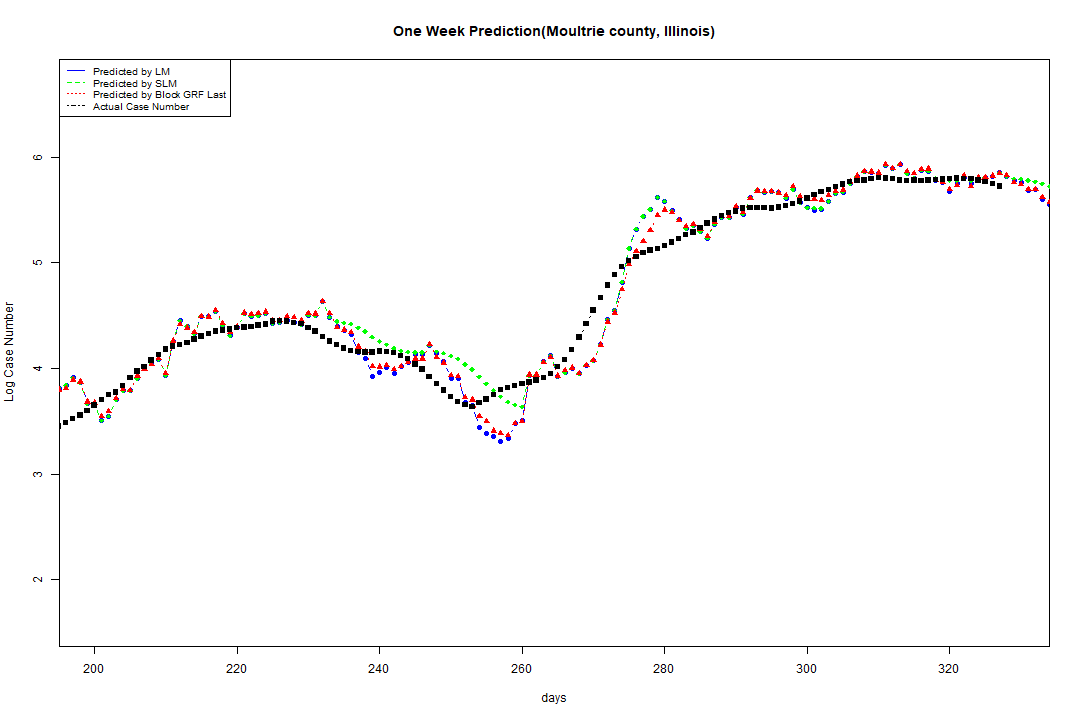 One Week Prediction(Moultrie county, Illinois)
Predicted by LM
Predicted by SLM
Predicted by Block GRF Last
Actual Case Number
6
5
4
3
2
Log Case Number
200 220 240 260 280 300 320
days